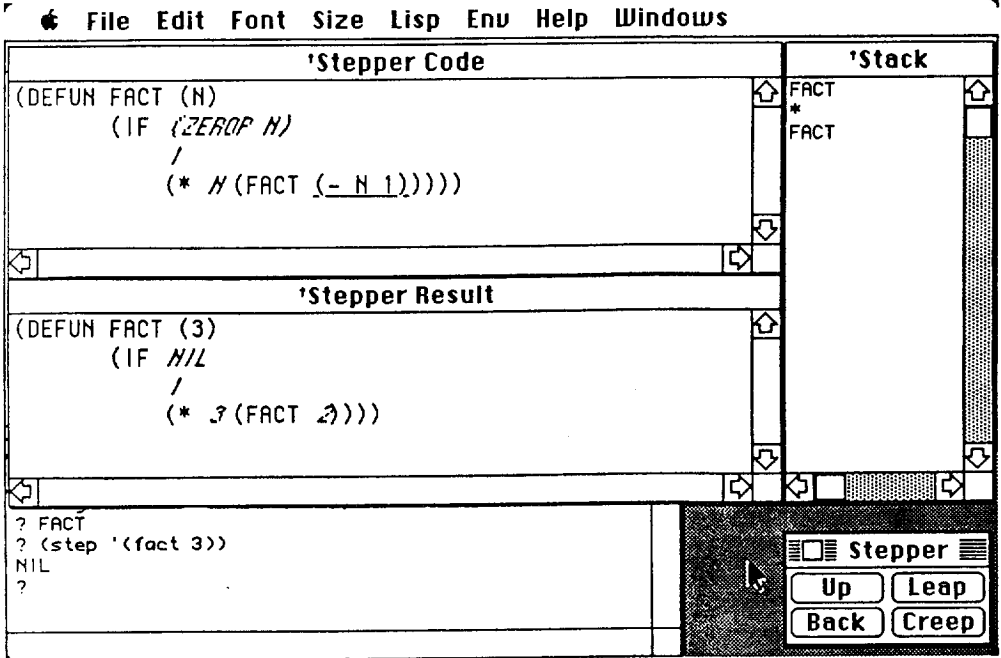 File Edit Font Size Lisp Env Help Windows
'Stepper Code
(DEFUN FACT (N)
(IF (ZEROP N)
1
(* N (FACT (- N 1)))))
'Stack
FACT
*
FACT
'Stepper Result
(DEFUN FACT (3)
(IF NIL
1
(* 3 (FACT 2))))
? FACT
? (step '(fact 3))
NIL
?
Stepper
Up Leap
Back Creep